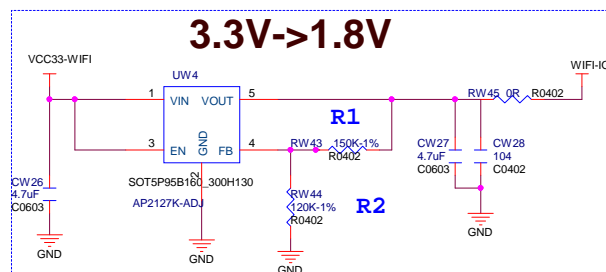 3.3V->1.8V
VCC33-WIFI
WIFI-IO
UW4
RW45 0R
R0402
1
VIN
VOUT
5
R1
3
EN
GND
FB
4
RW43 150K-1%
R0402
2
CW27
4.7uF
C0603
CW28
104
C0402
CW26
4.7uF
C0603
SOT5P95B160_300H130
AP2127K-ADJ
RW44
120K-1%
R0402
R2
GND
GND
GND
GND